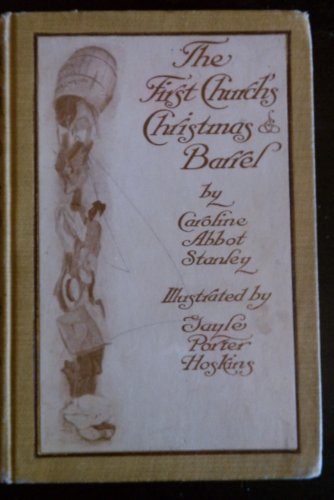 The
First Church's
Christmas
Barrel
by
Caroline
Abbot
Stanley
Illustrated by
Gayle
Porter
Hoskins